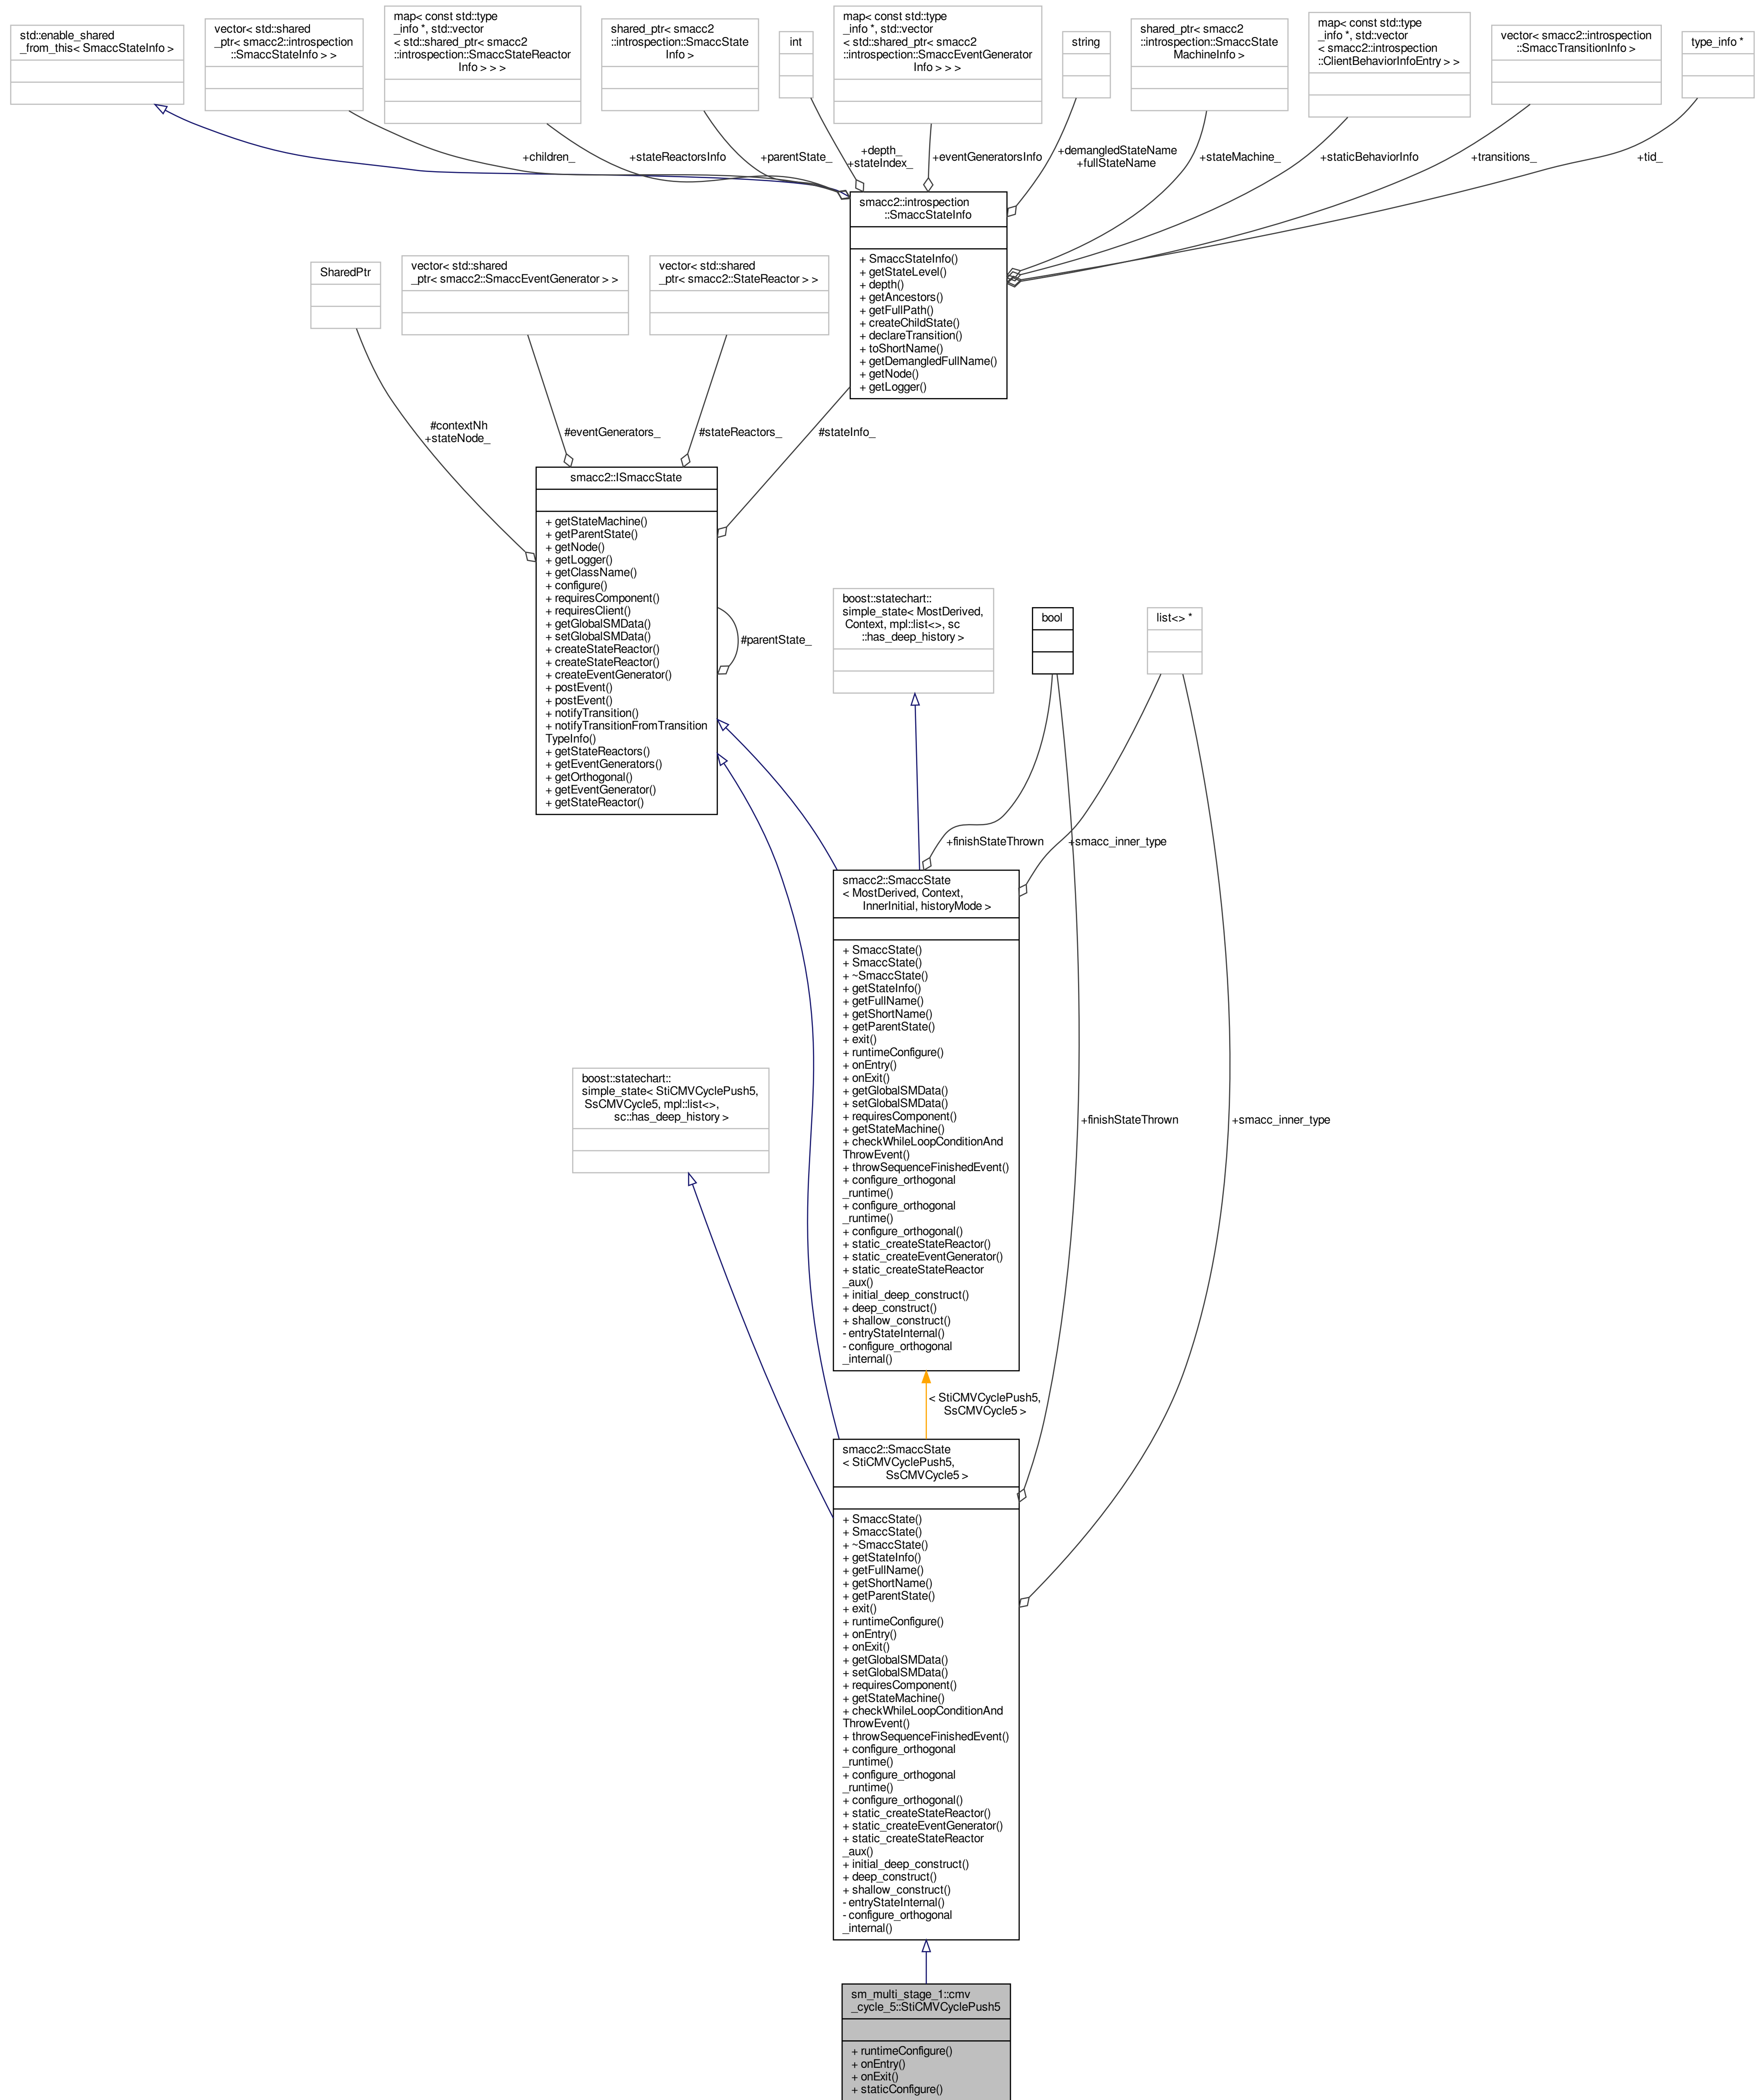 std::enable_shared
_from_this< SmaccStateInfo >
vector< std::shared
_ptr< smacc2::introspection
::SmaccStateInfo > >
map< const std::type
_info *, std::vector
< std::shared_ptr< smacc2
::introspection::SmaccStateReactor
Info > > >
shared_ptr< smacc2
::introspection::SmaccState
Info >
int
map< const std::type
_info *, std::vector
< std::shared_ptr< smacc2
::introspection::SmaccEventGenerator
Info > > >
string
shared_ptr< smacc2
::introspection::SmaccState
MachineInfo >
map< const std::type
_info *, std::vector
< smacc2::introspection
::ClientBehaviorInfoEntry > >
vector< smacc2::introspection
::SmaccTransitionInfo >
type_info *
+children_
+stateReactorsInfo
+parentState_
+depth_
+stateIndex_
+eventGeneratorsInfo
+demangledStateName
+fullStateName
+stateMachine_
+staticBehaviorInfo
+transitions_
+tid_
smacc2::introspection
::SmaccStateInfo
+ SmaccStateInfo()
+ getStateLevel()
+ depth()
+ getAncestors()
+ getFullPath()
+ createChildState()
+ declareTransition()
+ toShortName()
+ getDemangledFullName()
+ getNode()
+ getLogger()
SharedPtr
vector< std::shared
_ptr< smacc2::SmaccEventGenerator > >
vector< std::shared
_ptr< smacc2::StateReactor > >
#contextNh
+stateNode_
#eventGenerators_
#stateReactors_
#stateInfo_
smacc2::ISmaccState
+ getStateMachine()
+ getParentState()
+ getNode()
+ getLogger()
+ getClassName()
+ configure()
+ requiresComponent()
+ requiresClient()
+ getGlobalSMData()
+ setGlobalSMData()
+ createStateReactor()
+ createStateReactor()
+ createEventGenerator()
+ postEvent()
+ postEvent()
+ notifyTransition()
+ notifyTransitionFromTransition
TypeInfo()
+ getStateReactors()
+ getEventGenerators()
+ getOrthogonal()
+ getEventGenerator()
+ getStateReactor()
#parentState_
boost::statechart::
simple_state< MostDerived,
Context, mpl::list<>, sc
::has_deep_history >
bool
list<> *
+finishStateThrown
+smacc_inner_type
smacc2::SmaccState
< MostDerived, Context,
InnerInitial, historyMode >
+ SmaccState()
+ SmaccState()
+ ~SmaccState()
+ getStateInfo()
+ getFullName()
+ getShortName()
+ getParentState()
+ exit()
+ runtimeConfigure()
+ onEntry()
+ onExit()
+ getGlobalSMData()
+ setGlobalSMData()
+ requiresComponent()
+ getStateMachine()
+ checkWhileLoopConditionAnd
ThrowEvent()
+ throwSequenceFinishedEvent()
+ configure_orthogonal
_runtime()
+ configure_orthogonal
_runtime()
+ configure_orthogonal()
+ static_createStateReactor()
+ static_createEventGenerator()
+ static_createStateReactor
_aux()
+ initial_deep_construct()
+ deep_construct()
+ shallow_construct()
- entryStateInternal()
- configure_orthogonal
_internal()
boost::statechart::
simple_state< StiCMVCyclePush5,
SsCMVCycle5, mpl::list<>,
sc::has_deep_history >
+finishStateThrown
+smacc_inner_type
< StiCMVCyclePush5,
SsCMVCycle5 >
smacc2::SmaccState
< StiCMVCyclePush5,
SsCMVCycle5 >
+ SmaccState()
+ SmaccState()
+ ~SmaccState()
+ getStateInfo()
+ getFullName()
+ getShortName()
+ getParentState()
+ exit()
+ runtimeConfigure()
+ onEntry()
+ onExit()
+ getGlobalSMData()
+ setGlobalSMData()
+ requiresComponent()
+ getStateMachine()
+ checkWhileLoopConditionAnd
ThrowEvent()
+ throwSequenceFinishedEvent()
+ configure_orthogonal
_runtime()
+ configure_orthogonal
_runtime()
+ configure_orthogonal()
+ static_createStateReactor()
+ static_createEventGenerator()
+ static_createStateReactor
_aux()
+ initial_deep_construct()
+ deep_construct()
+ shallow_construct()
- entryStateInternal()
- configure_orthogonal
_internal()
sm_multi_stage_1::cmv
_cycle_5::StiCMVCyclePush5
+ runtimeConfigure()
+ onEntry()
+ onExit()
+ staticConfigure()